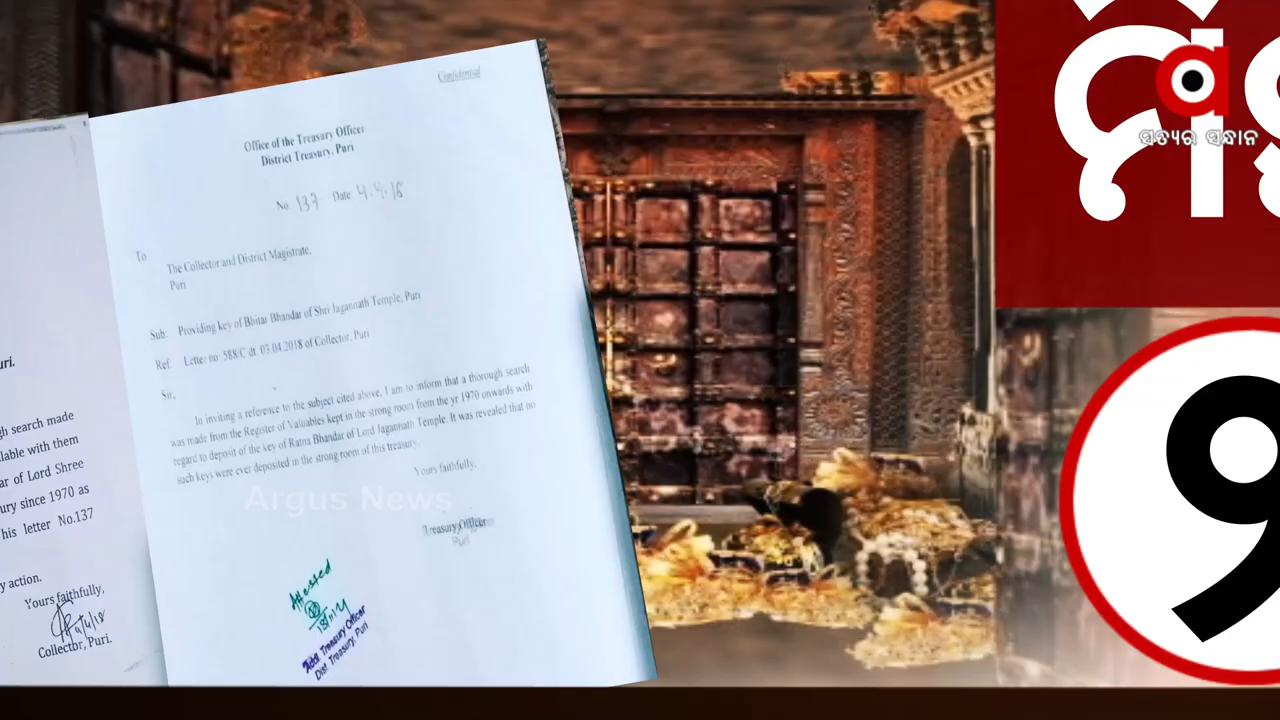 uri.
gh search made
lable with them
ar of Lord Shree
ury since 1970 as
his letter No.137
y action.
Yours faithfully,
Collector, Puri.
Confidential
Office of the Treasury Officer
District Treasury, Puri
No. 137 Date 4.4.18
To
The Collector and District Magistrate,
Puri
Sub: Providing key of Bhitar Bhandar of Shri Jagannath Temple, Puri
Ref. Letter no 588/C dt. 03.04.2018 of Collector, Puri
Sir,
In inviting a reference to the subject cited above, I am to inform that a thorough search
was made from the Register of Valuables kept in the strong room from the yr 1970 onwards with
regard to deposit of the key of Ratna Bhandar of Lord Jagannath Temple. It was revealed that no
such keys were ever deposited in the strong room of this treasury.
Yours faithfully,
Treasury Officer
Puri
Argus News
Attested
Addl Treasury Officer
Dist Treasury, Puri
a
ସତ୍ୟର ସନ୍ଧାନ